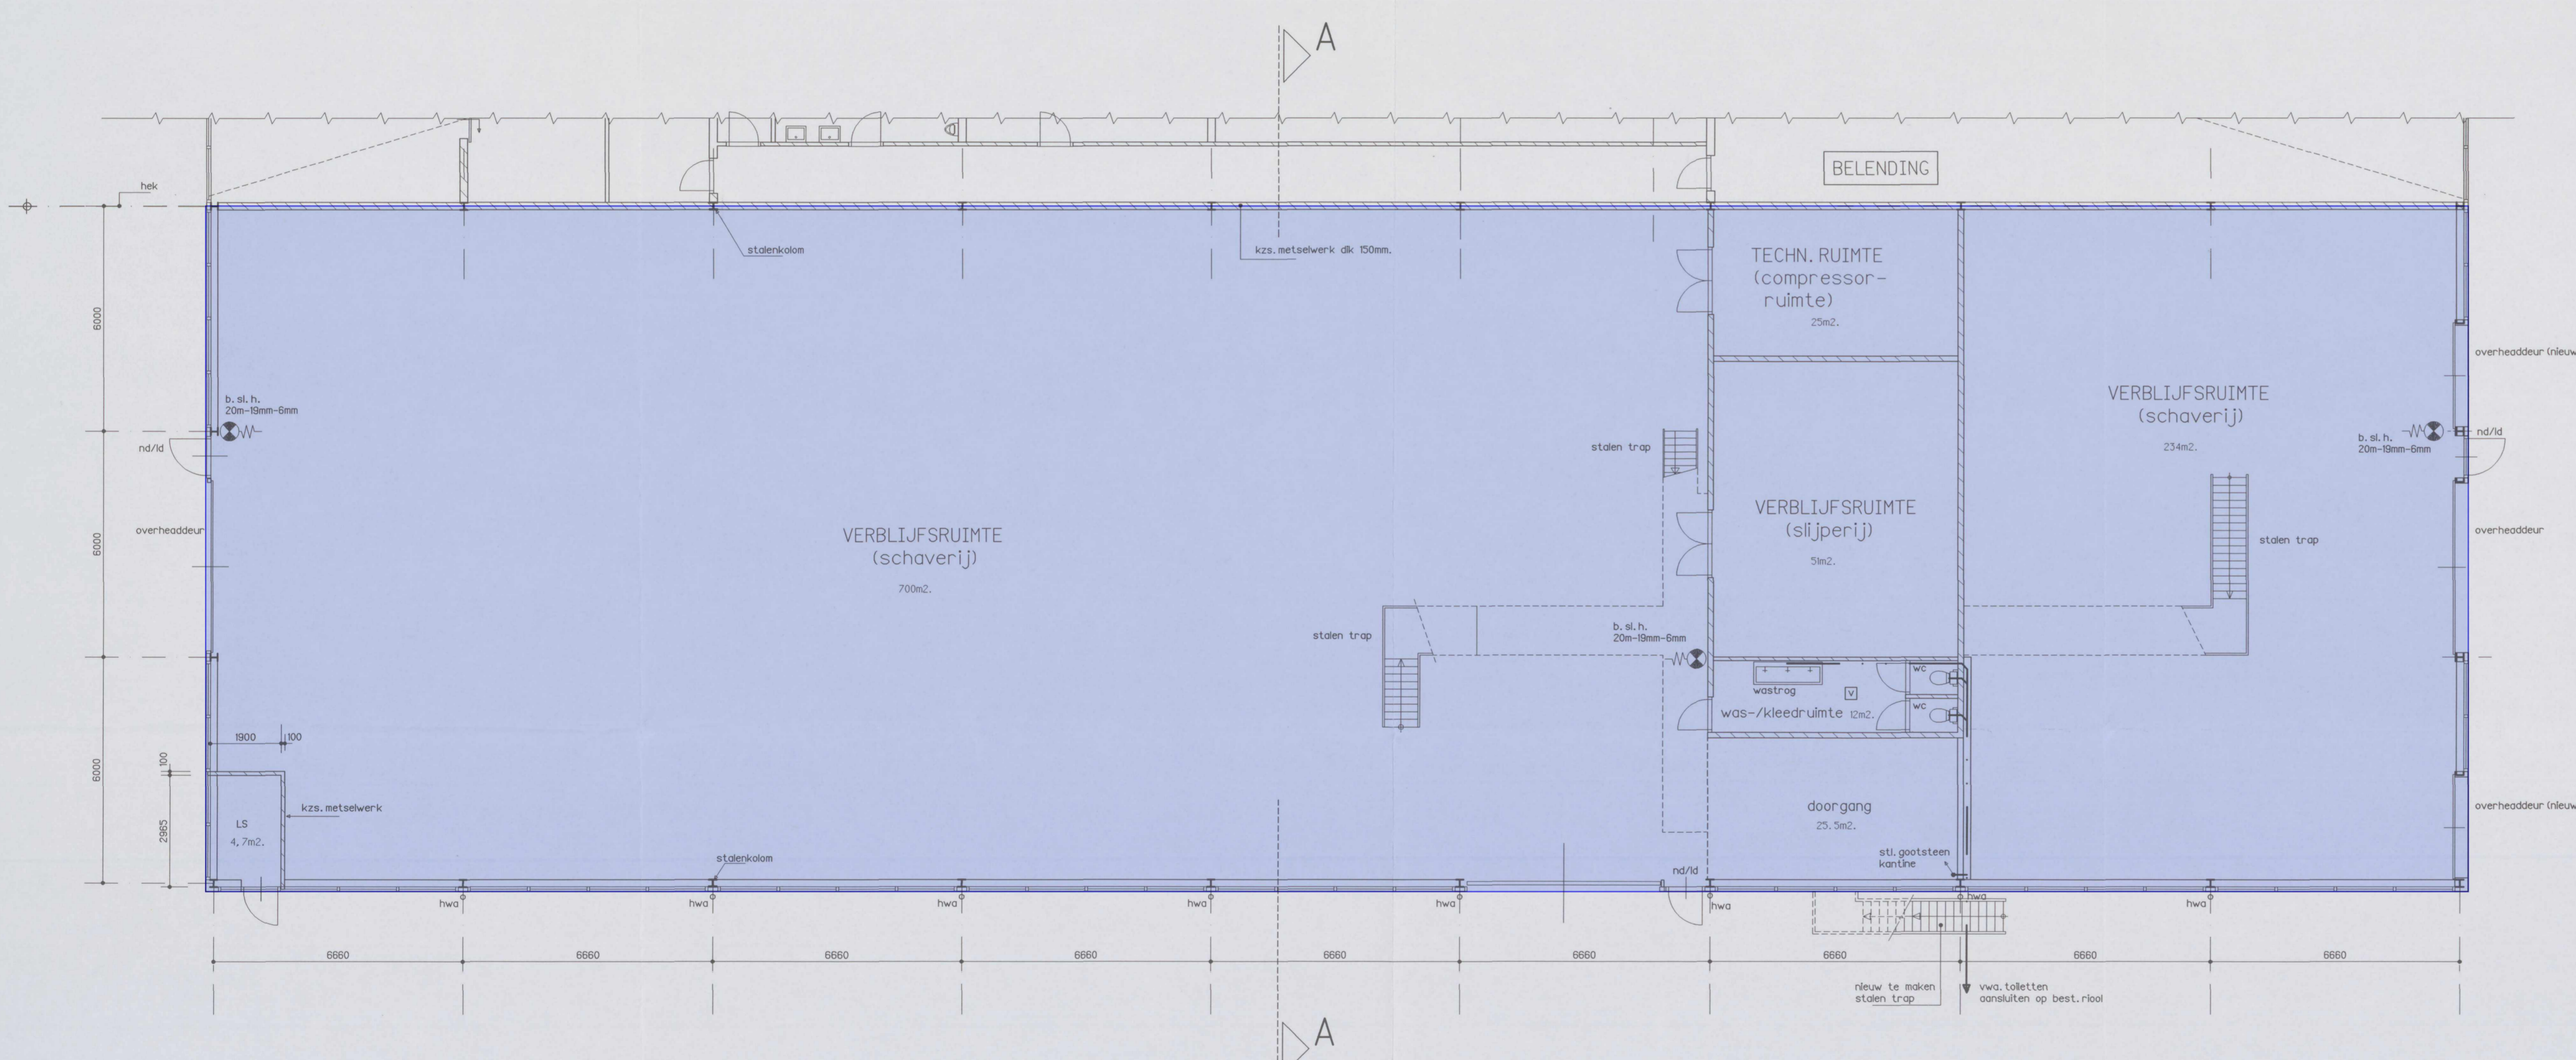 A
BELENDING
hek
stalenkolom
kzs. metselwerk dik 150mm.
TECHN. RUIMTE
(compressor-
ruimte)
25m2.
6000
overheaddeur (nieuw
VERBLIJFSRUIMTE
(schaverij)
234m2.
b. sl. h.
20m-19mm-6mm
nd/ld
b. sl. h.
20m-19mm-6mm
nd/ld
stalen trap
VERBLIJFSRUIMTE
(slijperij)
51m2.
overheaddeur
6000
VERBLIJFSRUIMTE
(schaverij)
700m2.
overheaddeur
stalen trap
b. sl. h.
20m-19mm-6mm
stalen trap
wc
wastrog
v
wc
was-/kleedruimte 12m2.
1900
100
100
6000
2965
kzs. metselwerk
LS
4,7m2.
doorgang
25.5m2.
overheaddeur (nieuw
stalenkolom
stl. gootsteen
kantine
nd/ld
hwa
hwa
hwa
hwa
hwa
hwa
hwa
hwa
6660
6660
6660
6660
6660
6660
6660
6660
6660
nieuw te maken
stalen trap
vwa. toiletten
aansluiten op best. riool
A